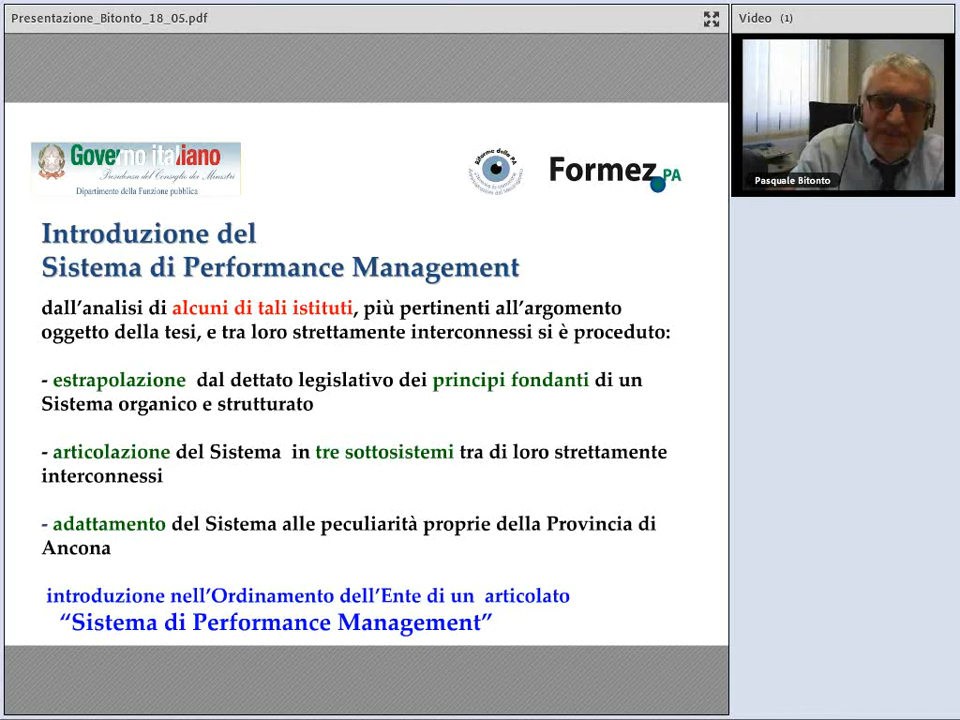 Presentazione_Bitonto_18_05.pdf
Video (1)
Governo italiano
Presidenza del Consiglio dei Ministri
Dipartimento della Funzione pubblica
Riforma della PA
Formez PA
Pasquale Bitonto
Introduzione del
Sistema di Performance Management
dall’analisi di alcuni di tali istituti, più pertinenti all’argomento
oggetto della tesi, e tra loro strettamente interconnessi si è proceduto:
- estrapolazione dal dettato legislativo dei principi fondanti di un
Sistema organico e strutturato
- articolazione del Sistema in tre sottosistemi tra di loro strettamente
interconnessi
- adattamento del Sistema alle peculiarità proprie della Provincia di
Ancona
introduzione nell’Ordinamento dell’Ente di un articolato
“Sistema di Performance Management”